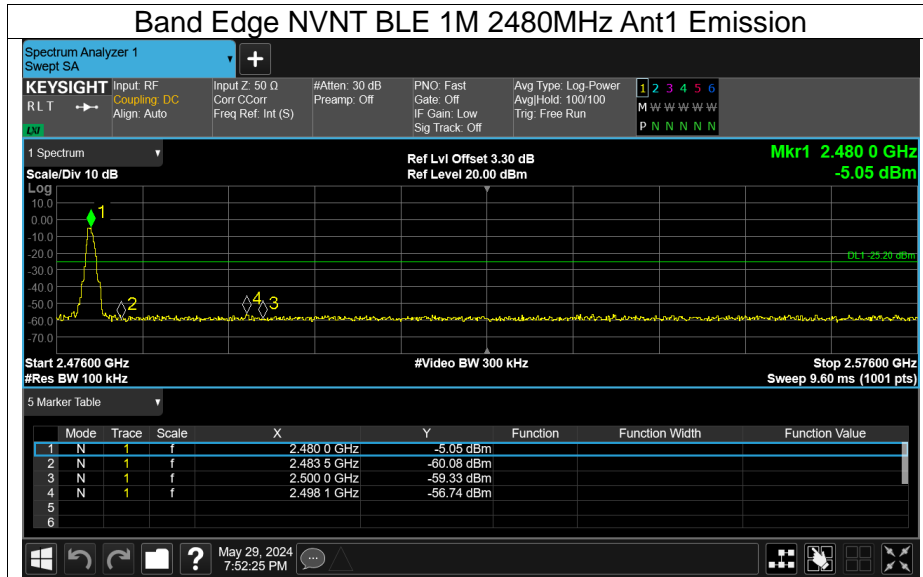 Band Edge NVNT BLE 1M 2480MHz Ant1 Emission
Spectrum Analyzer 1
Swept SA
+
KEYSIGHT
RLT
LXI
Input: RF
Coupling: DC
Align: Auto
Input Z: 50 Ω
Corr CCorr
Freq Ref: Int (S)
#Atten: 30 dB
Preamp: Off
PNO: Fast
Gate: Off
IF Gain: Low
Sig Track: Off
Avg Type: Log-Power
Avg|Hold: 100/100
Trig: Free Run
1 2 3 4 5 6
M W W W W W
P N N N N N
1 Spectrum
Scale/Div 10 dB
Ref Lvl Offset 3.30 dB
Ref Level 20.00 dBm
Mkr1 2.480 0 GHz
-5.05 dBm
Log
10.0
0.00
-10.0
-20.0
-30.0
-40.0
-50.0
-60.0
-70.0
1
2
4
3
DL1 -25.20 dBm
Start 2.47600 GHz
#Res BW 100 kHz
#Video BW 300 kHz
Stop 2.57600 GHz
Sweep 9.60 ms (1001 pts)
5 Marker Table
Mode Trace Scale X Y Function Function Width Function Value
1 N 1 f 2.480 0 GHz -5.05 dBm
2 N 1 f 2.483 5 GHz -60.08 dBm
3 N 1 f 2.500 0 GHz -59.33 dBm
4 N 1 f 2.498 1 GHz -56.74 dBm
5
6
?
May 29, 2024
7:52:25 PM